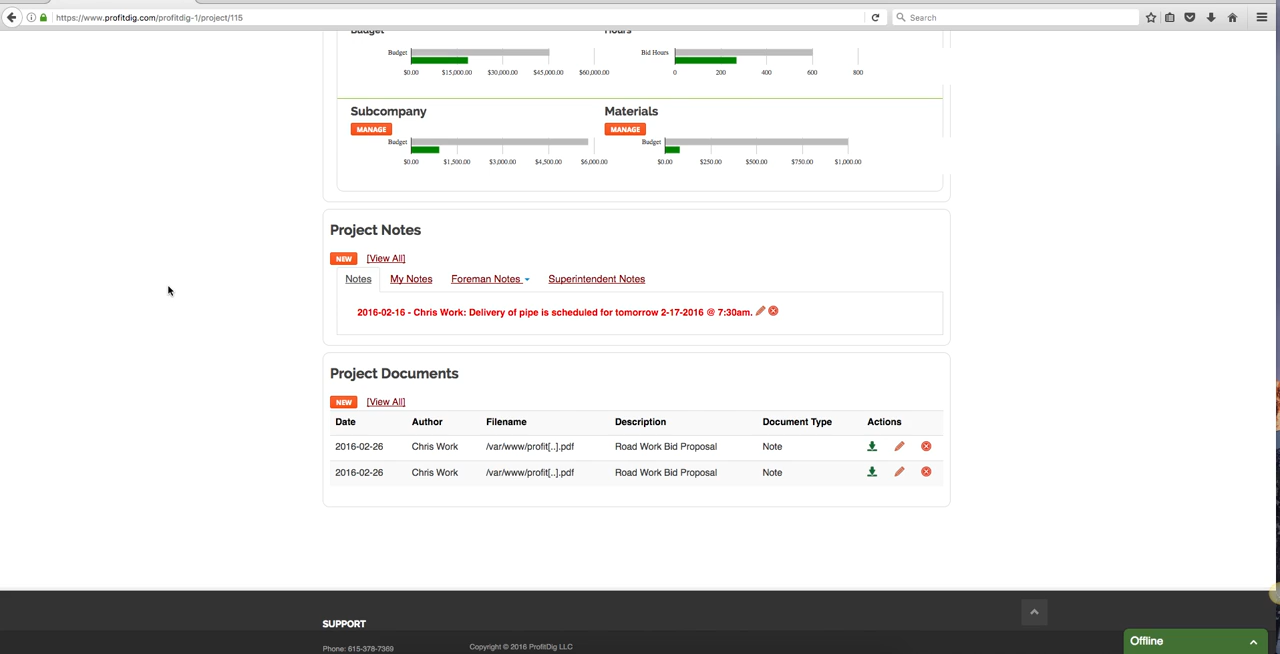 https://www.profitdig.com/profitdig-1/project/115
Search
Budget
Hours
Budget
$0.00 $15,000.00 $30,000.00 $45,000.00 $60,000.00
Bid Hours
0 200 400 600 800
Subcompany
MANAGE
Budget
$0.00 $1,500.00 $3,000.00 $4,500.00 $6,000.00
Materials
MANAGE
Budget
$0.00 $250.00 $500.00 $750.00 $1,000.00
Project Notes
NEW [View All]
Notes My Notes Foreman Notes Superintendent Notes
2016-02-16 - Chris Work: Delivery of pipe is scheduled for tomorrow 2-17-2016 @ 7:30am.
Project Documents
NEW [View All]
Date Author Filename Description Document Type Actions
2016-02-26 Chris Work /var/www/profit[..].pdf Road Work Bid Proposal Note
2016-02-26 Chris Work /var/www/profit[..].pdf Road Work Bid Proposal Note
SUPPORT
Phone: 615-378-7369
Copyright © 2016 ProfitDig LLC
Offline